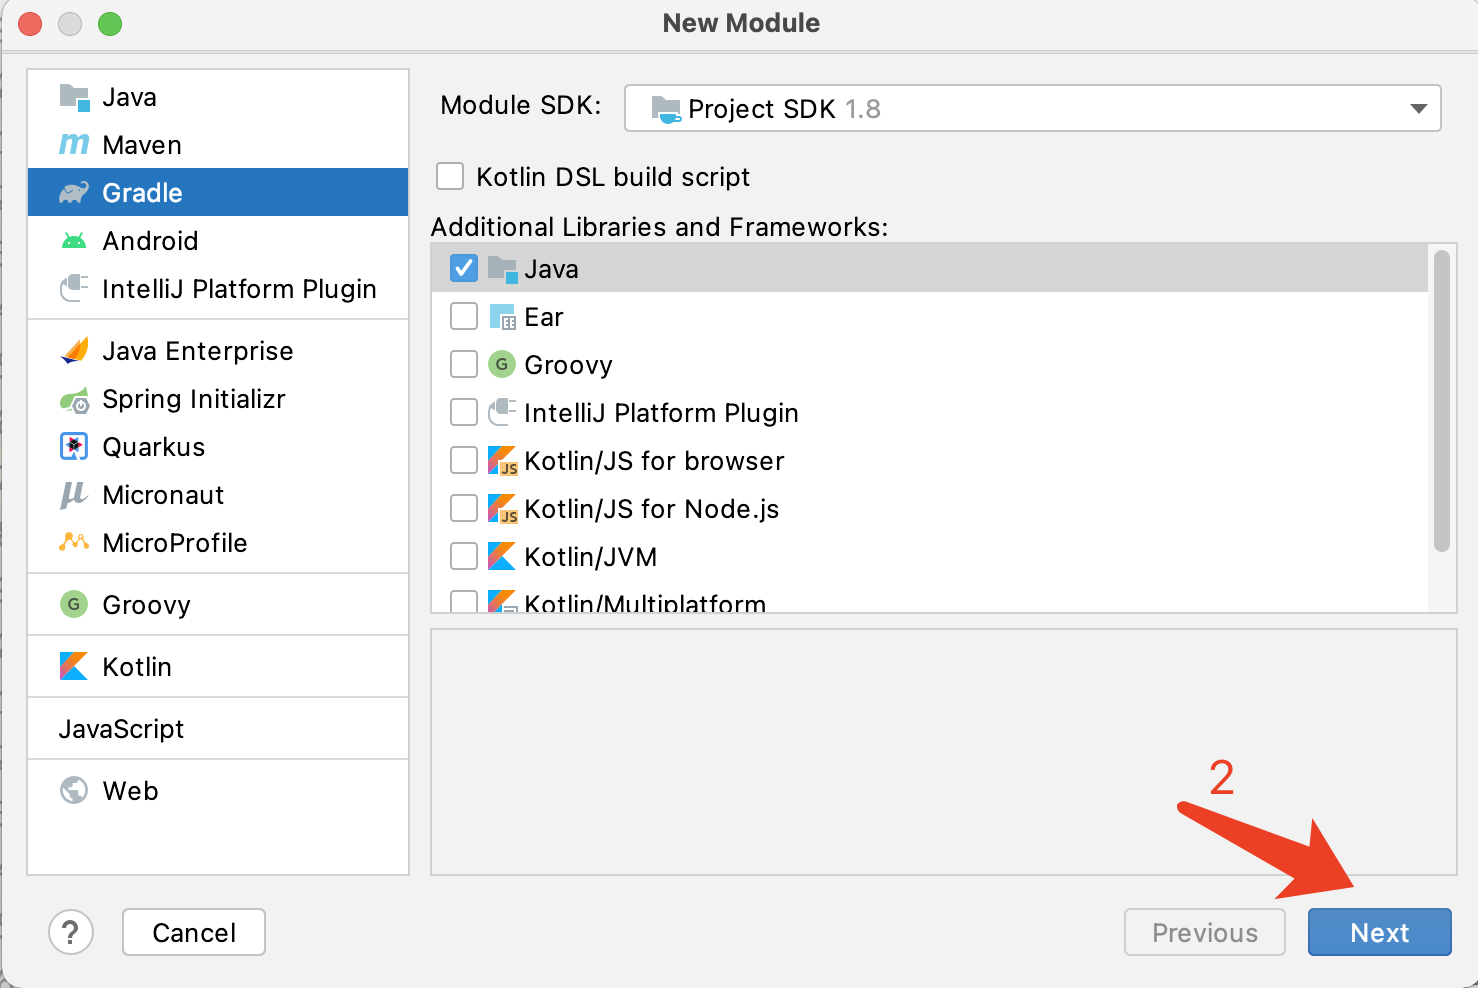 New Module
Java
Maven
Gradle
Android
IntelliJ Platform Plugin
Java Enterprise
Spring Initializr
Quarkus
Micronaut
MicroProfile
G Groovy
Kotlin
JavaScript
Web
Module SDK: Project SDK 1.8
Kotlin DSL build script
Additional Libraries and Frameworks:
Java
Ear
G Groovy
IntelliJ Platform Plugin
JS Kotlin/JS for browser
JS Kotlin/JS for Node.js
Kotlin/JVM
Kotlin/Multiplatform
2
? Cancel Previous Next